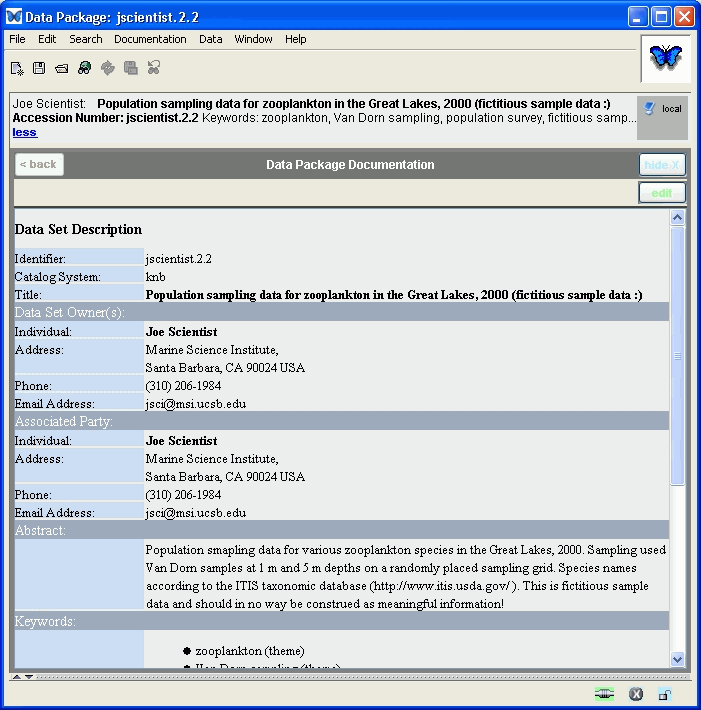 Data Package: jscientist.2.2
File Edit Search Documentation Data Window Help
Joe Scientist: Population sampling data for zooplankton in the Great Lakes, 2000 (fictitious sample data :)
Accession Number: jscientist.2.2 Keywords: zooplankton, Van Dorn sampling, population survey, fictitious samp...
less
local
< back Data Package Documentation hide X
edit
Data Set Description
Identifier: jscientist.2.2
Catalog System: knb
Title: Population sampling data for zooplankton in the Great Lakes, 2000 (fictitious sample data :)
Data Set Owner(s):
Individual: Joe Scientist
Address: Marine Science Institute,
Santa Barbara, CA 90024 USA
Phone: (310) 206-1984
Email Address: jsci@msi.ucsb.edu
Associated Party:
Individual: Joe Scientist
Address: Marine Science Institute,
Santa Barbara, CA 90024 USA
Phone: (310) 206-1984
Email Address: jsci@msi.ucsb.edu
Abstract:
Population smapling data for various zooplankton species in the Great Lakes, 2000. Sampling used
Van Dorn samples at 1 m and 5 m depths on a randomly placed sampling grid. Species names
according to the ITIS taxonomic database (http://www.itis.usda.gov/ ). This is fictitious sample
data and should in no way be construed as meaningful information!
Keywords:
● zooplankton (theme)
● Van Dorn sampling (theme)